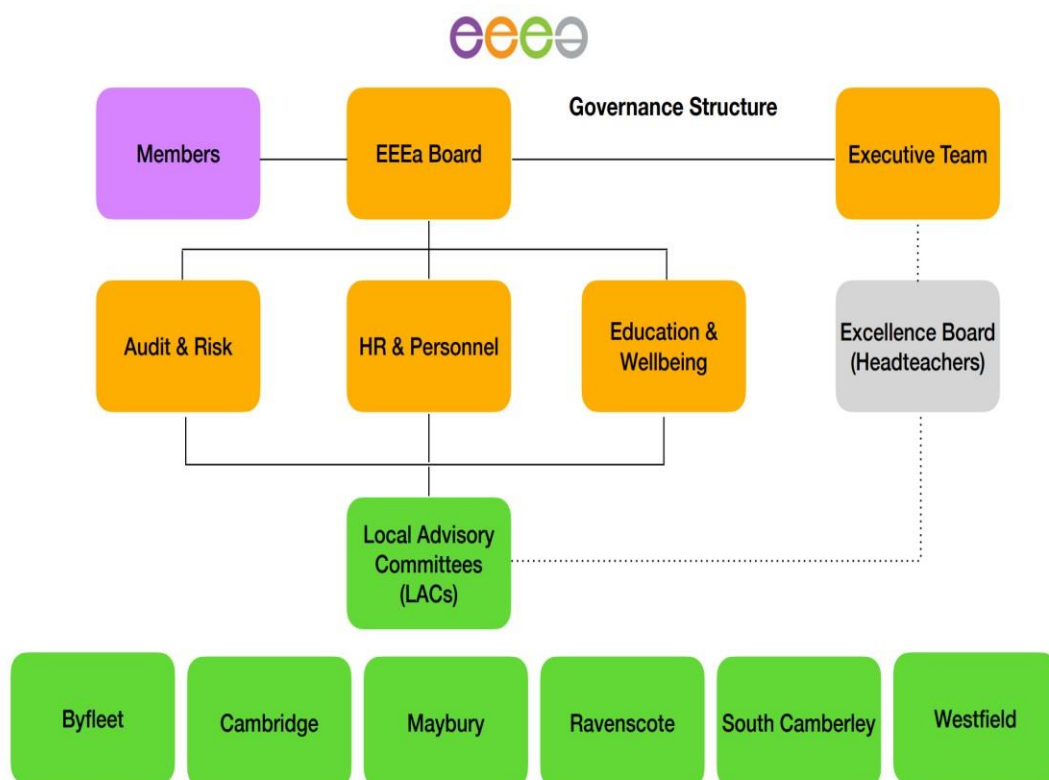 eeea
Governance Structure
Members
EEEa Board
Executive Team
Audit & Risk
HR & Personnel
Education &
Wellbeing
Excellence Board
(Headteachers)
Local Advisory
Committees
(LACs)
Byfleet
Cambridge
Maybury
Ravenscote
South Camberley
Westfield